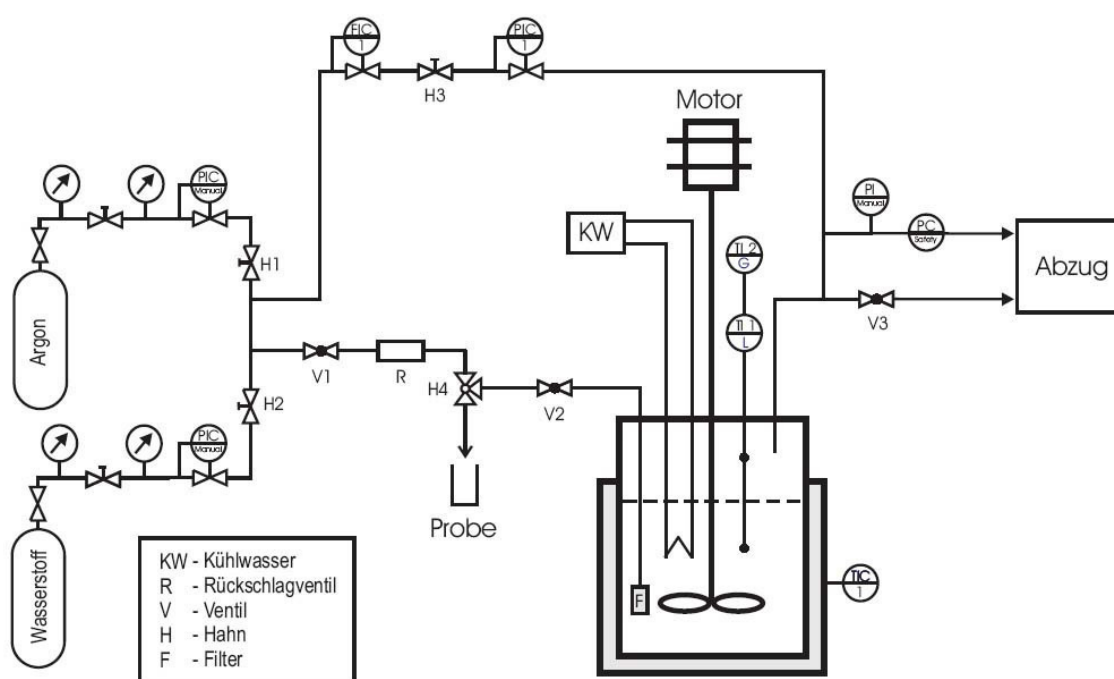 FIC
1
PIC
1
H3
Motor
PIC
Manual
H1
Argon
KW
TI 2
G
TI 1
L
PI
Manual
PC
Safety
Abzug
V3
V1
R
H4
V2
H2
PIC
Manual
Wasserstoff
Probe
F
TIC
1
KW - Kühlwasser
R - Rückschlagventil
V - Ventil
H - Hahn
F - Filter